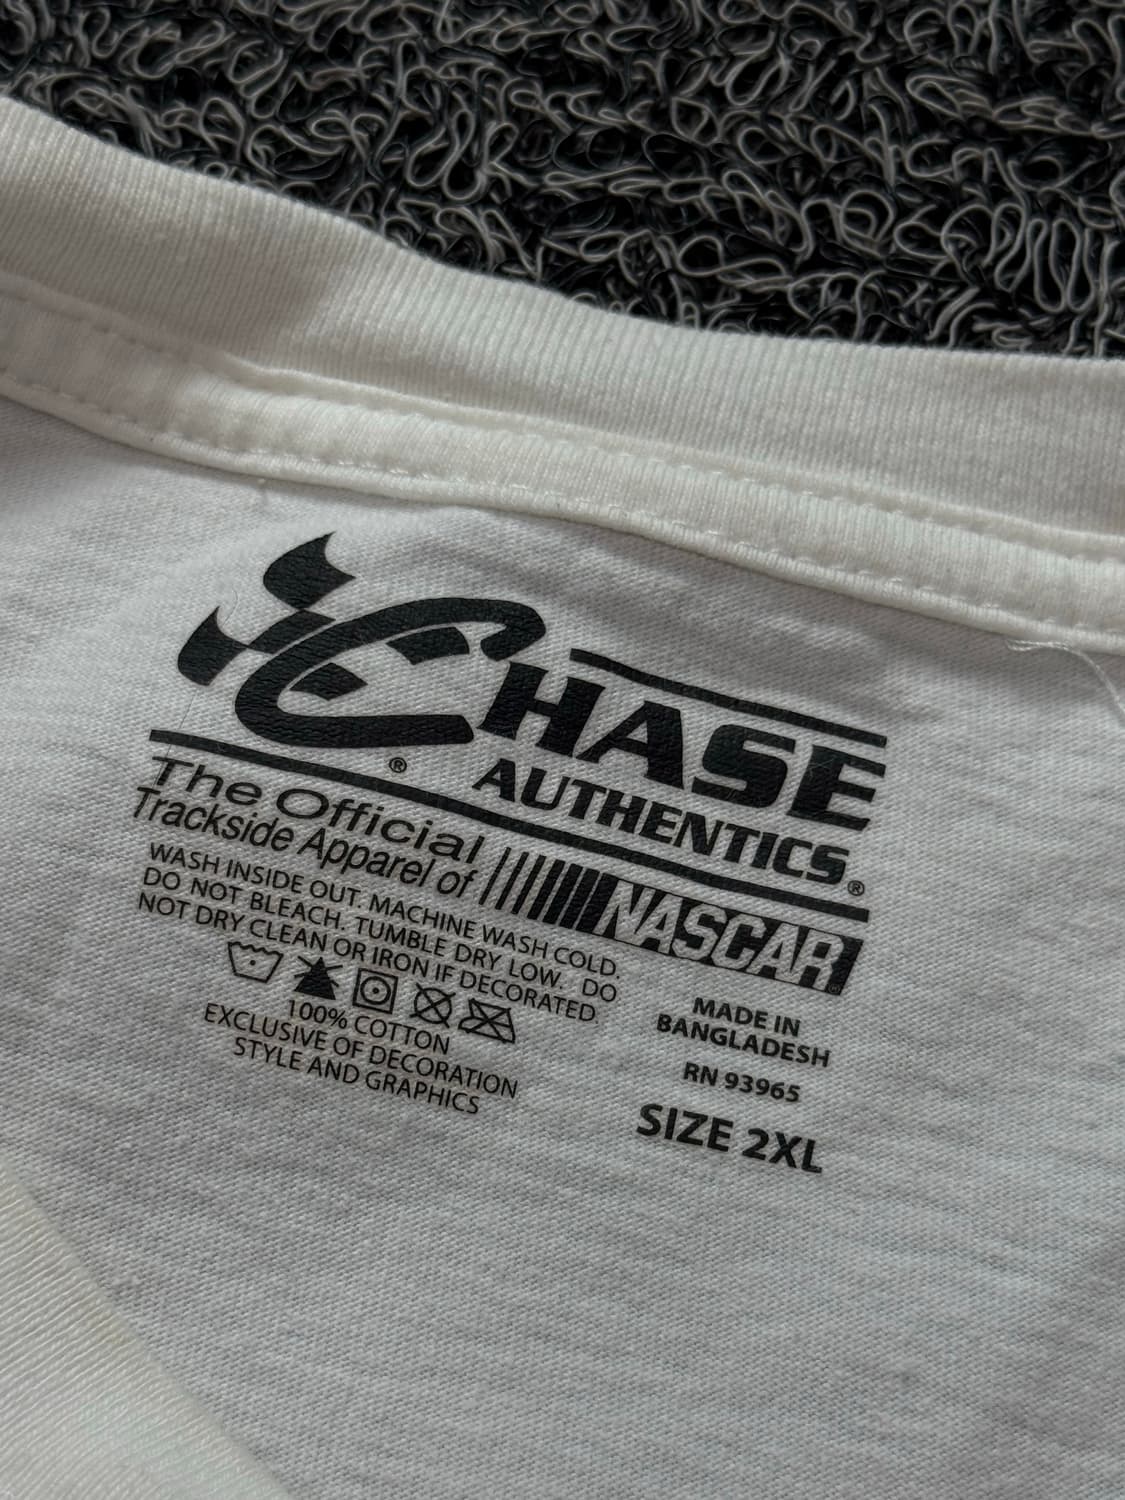 CHASE
AUTHENTICS®
®
The Official
Trackside Apparel of
NASCAR
WASH INSIDE OUT. MACHINE WASH COLD.
DO NOT BLEACH. TUMBLE DRY LOW. DO
NOT DRY CLEAN OR IRON IF DECORATED.
100% COTTON
EXCLUSIVE OF DECORATION
STYLE AND GRAPHICS
MADE IN
BANGLADESH
RN 93965
SIZE 2XL